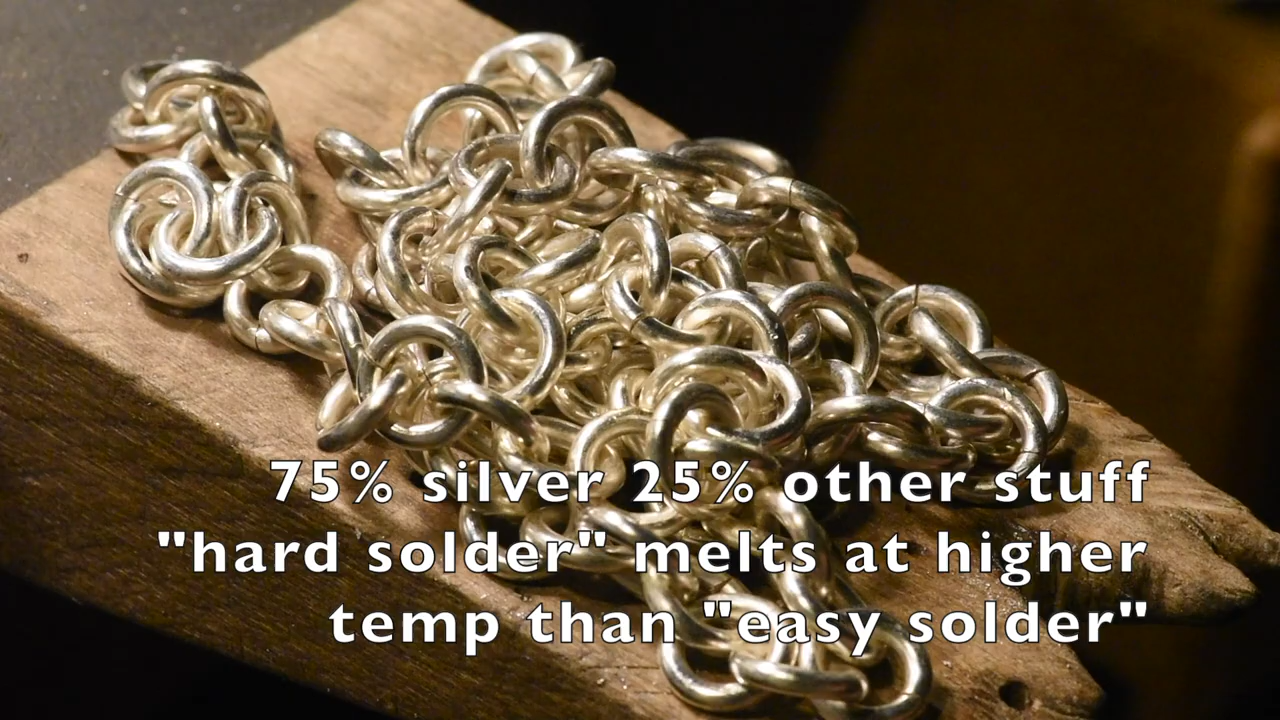 75% silver 25% other stuff
"hard solder" melts at higher
temp than "easy solder"